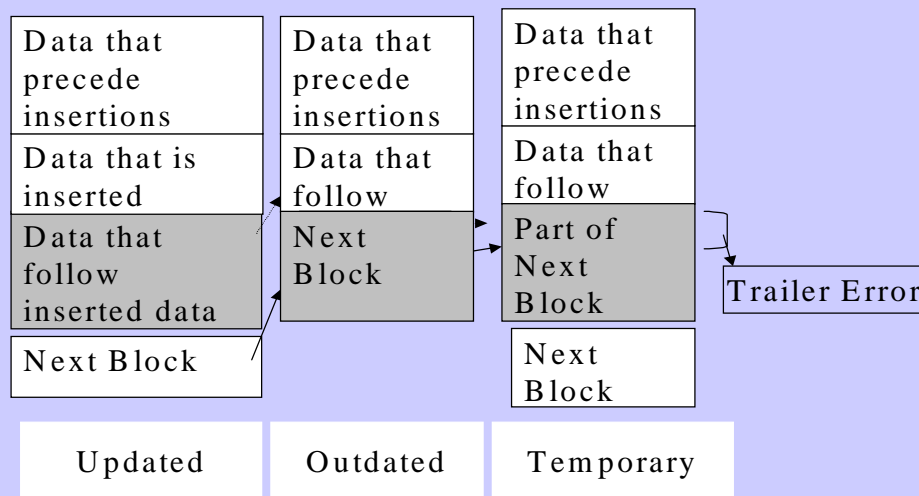 Data that
precede
insertions
Data that is
inserted
Data that
follow
inserted data
Next Block
Updated
Data that
precede
insertions
Data that
follow
Next
Block
Outdated
Data that
precede
insertions
Data that
follow
Part of
Next
Block
Next
Block
Temporary
Trailer Error